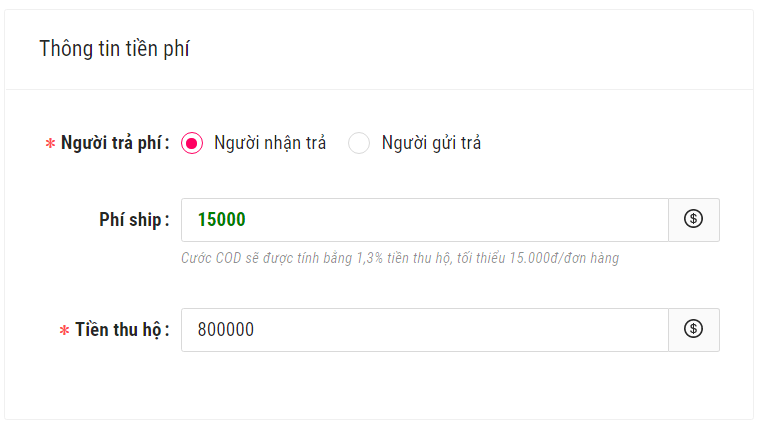 Thông tin tiền phí
* Người trả phí : Người nhận trả Người gửi trả
Phí ship : 15000
Cước COD sẽ được tính bằng 1,3% tiền thu hộ, tối thiểu 15.000đ/đơn hàng
* Tiền thu hộ : 800000